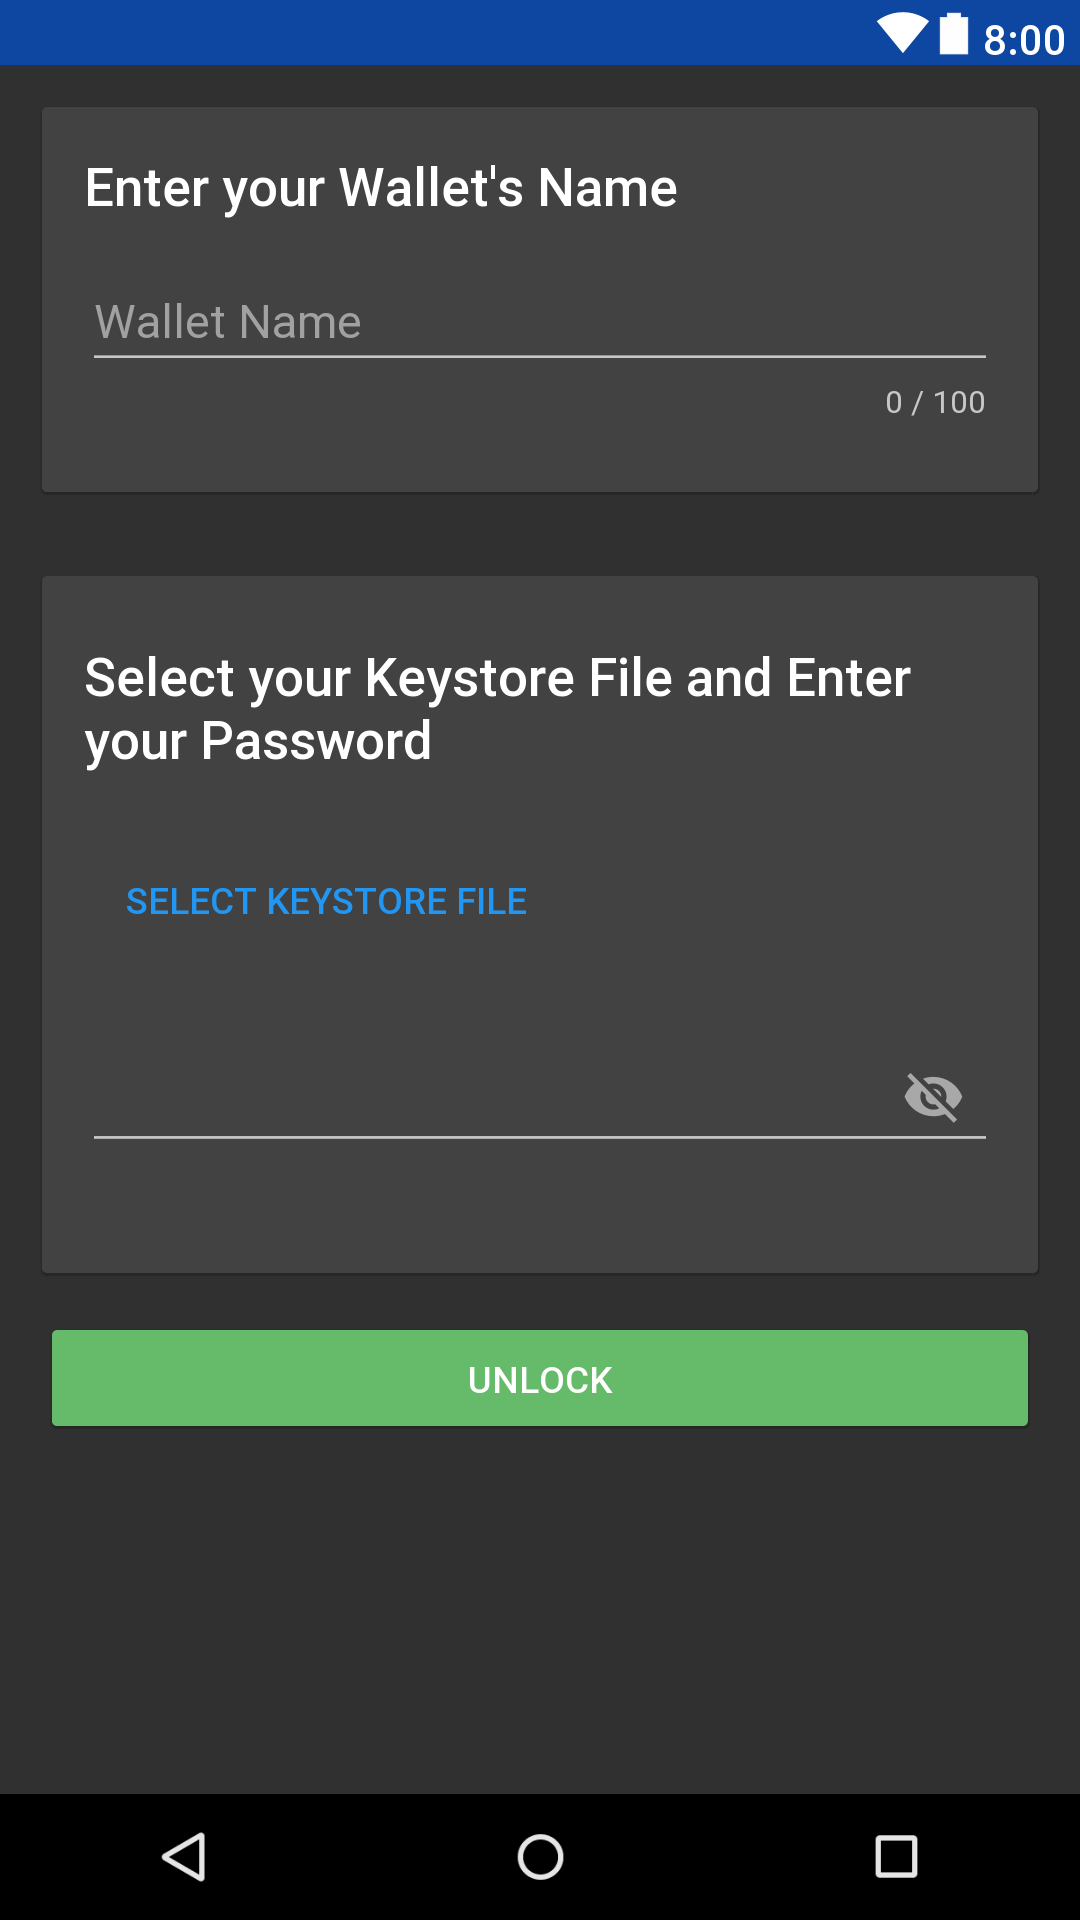 8:00
Enter your Wallet's Name
Wallet Name
0 / 100
Select your Keystore File and Enter
your Password
SELECT KEYSTORE FILE
UNLOCK